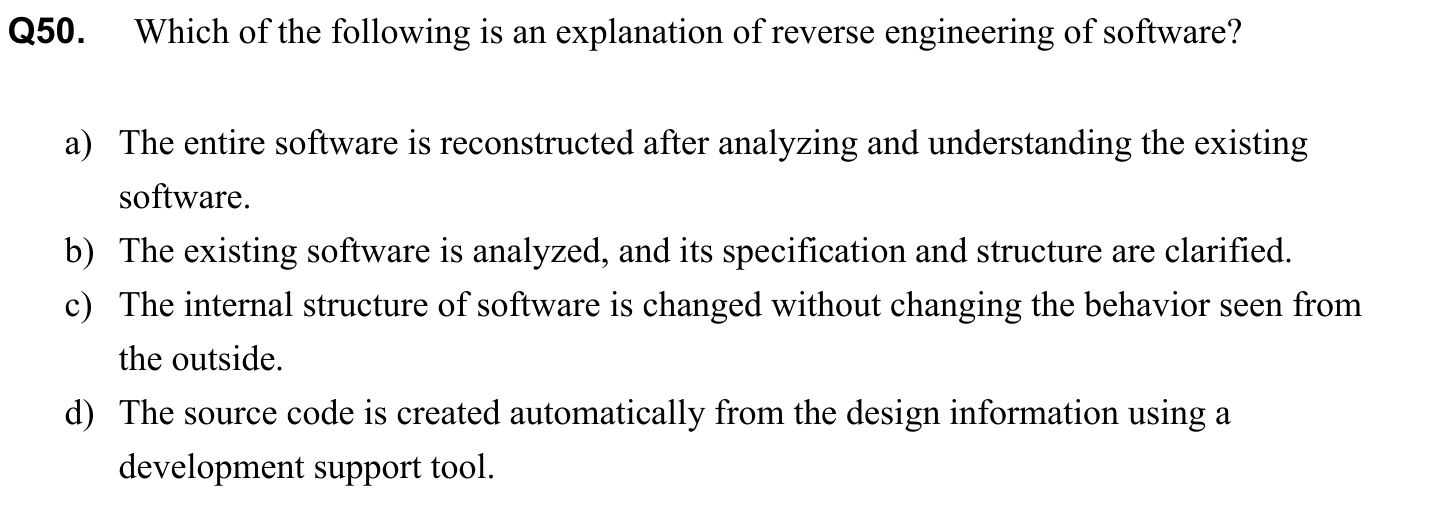 Q50. Which of the following is an explanation of reverse engineering of software?
a) The entire software is reconstructed after analyzing and understanding the existing
software.
b) The existing software is analyzed, and its specification and structure are clarified.
c) The internal structure of software is changed without changing the behavior seen from
the outside.
d) The source code is created automatically from the design information using a
development support tool.